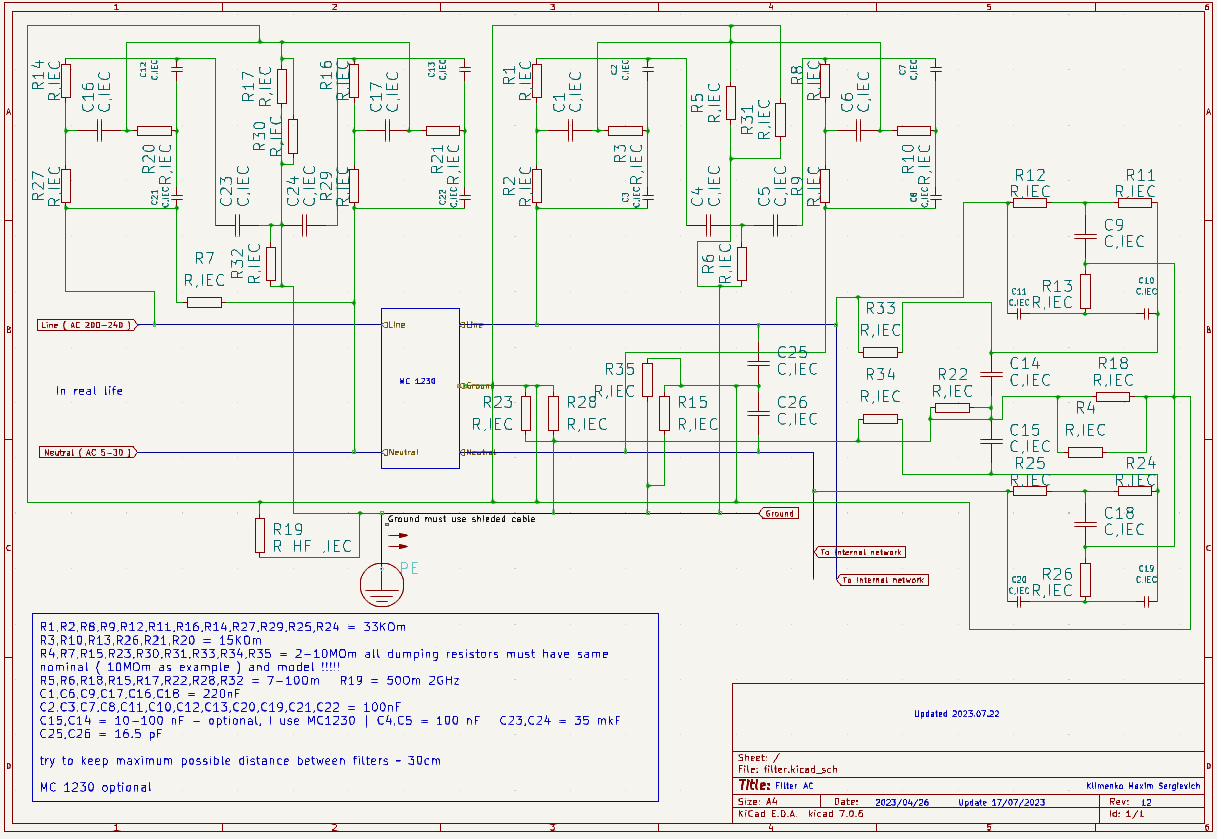 1 2 3 4 5 6
A
B
C
D
R14 R,IEC
C16 C,IEC
C12 C,IEC
R17 R,IEC
R16 R,IEC
C17 C,IEC
C13 C,IEC
R1 R,IEC
C1 C,IEC
C2 C,IEC
R5 R,IEC
R31 R,IEC
R8 R,IEC
C6 C,IEC
C7 C,IEC
R27 R,IEC
R20 R,IEC
C21 C,IEC
C23 C,IEC
R30 R,IEC
C24 C,IEC
R29 R,IEC
R21 R,IEC
C22 C,IEC
R2 R,IEC
R3 R,IEC
C3 C,IEC
C4 C,IEC
C5 C,IEC
R9 R,IEC
R10 R,IEC
C8 C,IEC
R12
R,IEC
R11
R,IEC
C9
C,IEC
R7
R,IEC
R32 R,IEC
R6 R,IEC
R13
R,IEC
C11
C,IEC
C10
C,IEC
Line ( AC 200-240 )
Line
Line
R33
R,IEC
In real life
MC 1230
Ground
R35
R,IEC
C25
C,IEC
R34
R,IEC
R22
R,IEC
C14
C,IEC
R18
R,IEC
R23
R,IEC
R28
R,IEC
R15
R,IEC
C26
C,IEC
R4
R,IEC
C15
C,IEC
Neutral ( AC 5-30 )
Neutral
Neutral
R25
R,IEC
R24
R,IEC
Ground must use shieded cable
Ground
R19
R HF ,IEC
C18
C,IEC
To internal network
To internal network
PE
R26
R,IEC
C20
C,IEC
C19
C,IEC
R1,R2,R8,R9,R12,R11,R16,R14,R27,R29,R25,R24 = 33KOm
R3,R10,R13,R26,R21,R20 = 15KOm
R4,R7,R15,R23,R30,R31,R33,R34,R35 = 2-10MOm all dumping resistors must have same
nominal ( 10MOm as example ) and model !!!!!
R5,R6,R18,R15,R17,R22,R28,R32 = 7-100m R19 = 50Om 2GHz
C1,C6,C9,C17,C16,C18 = 220nF
C2.C3,C7,C8,C11,C10,C12,C13,C20,C19,C21,C22 = 100nF
C15,C14 = 10-100 nF - optional, I use MC1230 | C4,C5 = 100 nF C23,C24 = 35 mkF
C25,C26 = 16.5 pF
try to keep maximum possible distance between filters - 30cm
MC 1230 optional
Updated 2023.07.22
Sheet: /
File: filter.kicad_sch
Title: Filter AC
Klimenko Maxim Sergievich
Size: A4 Date: 2023/04/26 Update 17/07/2023 Rev: 1.2
KiCad E.D.A. kicad 7.0.6 Id: 1/1
1 2 3 4 5 6